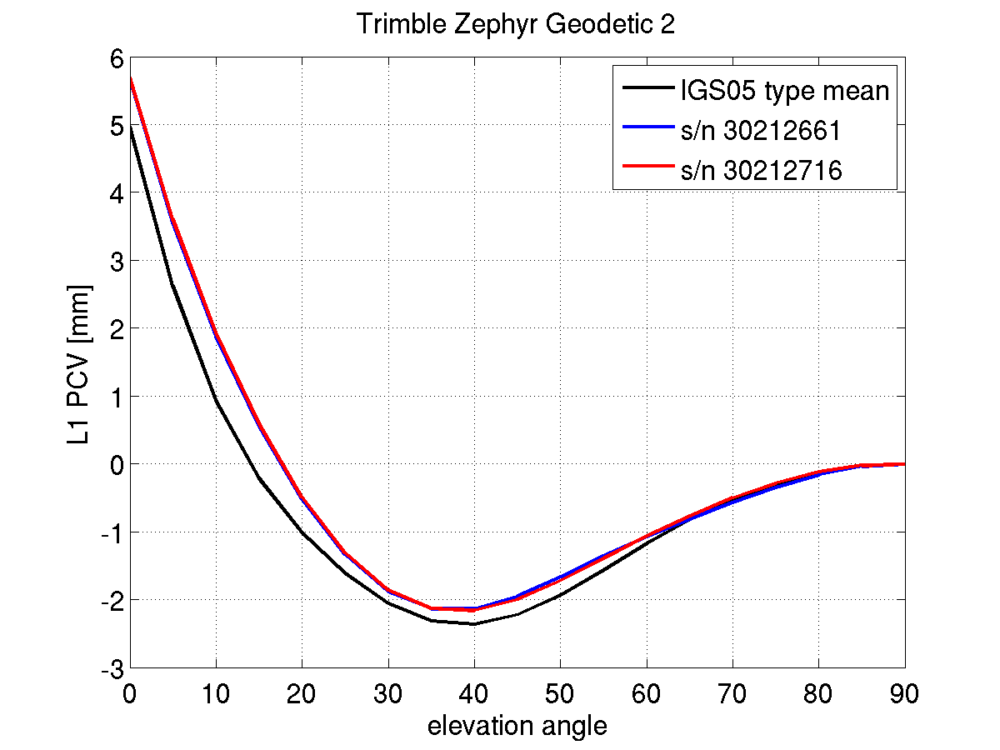 Trimble Zephyr Geodetic 2
IGS05 type mean
s/n 30212661
s/n 30212716
L1 PCV [mm]
6
5
4
3
2
1
0
-1
-2
-3
0 10 20 30 40 50 60 70 80 90
elevation angle